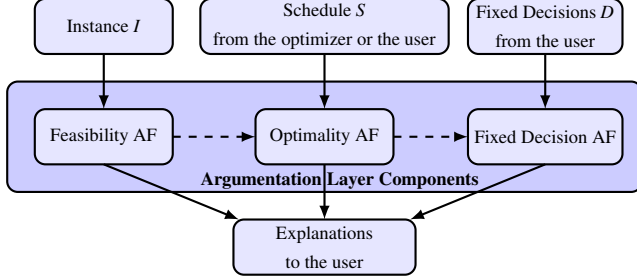 Instance I
Schedule S
from the optimizer or the user
Fixed Decisions D
from the user
Feasibility AF
Optimality AF
Fixed Decision AF
Argumentation Layer Components
Explanations
to the user